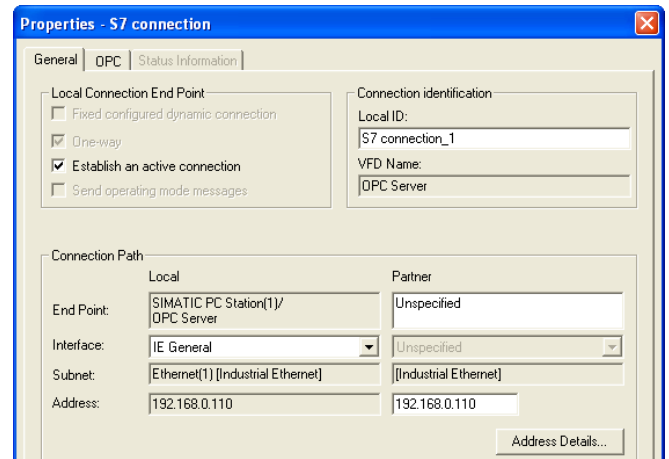 Properties - S7 connection
General
OPC
Status Information
Local Connection End Point
Fixed configured dynamic connection
One-way
Establish an active connection
Send operating mode messages
Connection identification
Local ID:
S7 connection_1
VFD Name:
OPC Server
Connection Path
Local
Partner
End Point:
SIMATIC PC Station(1)/
OPC Server
Unspecified
Interface:
IE General
Unspecified
Subnet:
Ethernet(1) [Industrial Ethernet]
[Industrial Ethernet]
Address:
192.168.0.110
192.168.0.110
Address Details...